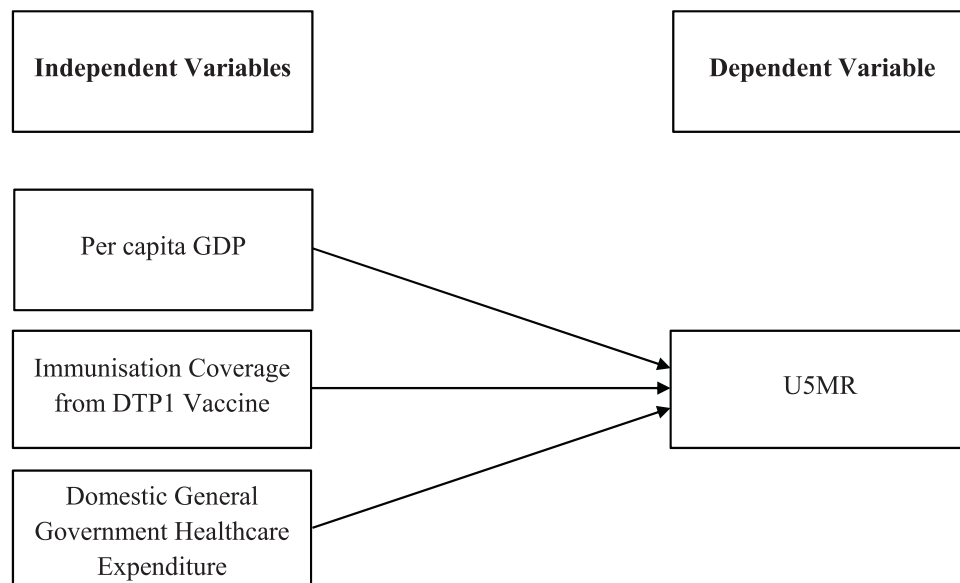 Independent Variables
Dependent Variable
Per capita GDP
Immunisation Coverage
from DTP1 Vaccine
U5MR
Domestic General
Government Healthcare
Expenditure